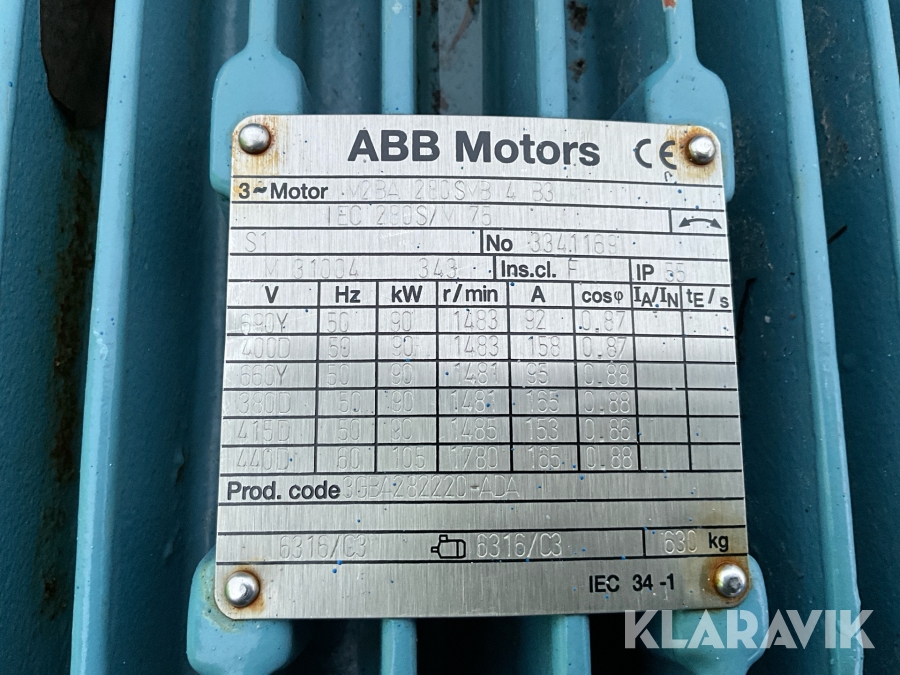 ABB Motors CE
3~Motor M2BA 280SMB 4 B3
IEC 280S/M 75
S1 No 3341169
M 31004 343 Ins.cl. F IP 55
V Hz kW r/min A cosφ IA/IN tE/s
690Y 50 90 1483 92 0.87
400D 50 90 1483 158 0.87
660Y 50 90 1481 95 0.88
380D 50 90 1481 165 0.88
415D 50 90 1485 153 0.86
440D 60 105 1780 165 0.88
Prod. code 3GBA282220-ADA
6316/C3 6316/C3 630 kg
IEC 34-1
KLARAVIK